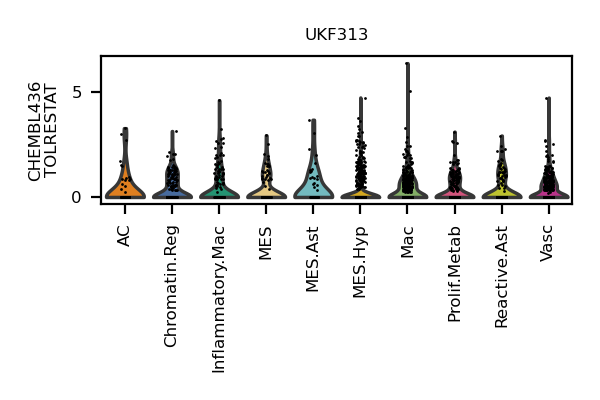 UKF313
CHEMBL436
TOLRESTAT
5
0
AC
Chromatin.Reg
Inflammatory.Mac
MES
MES.Ast
MES.Hyp
Mac
Prolif.Metab
Reactive.Ast
Vasc